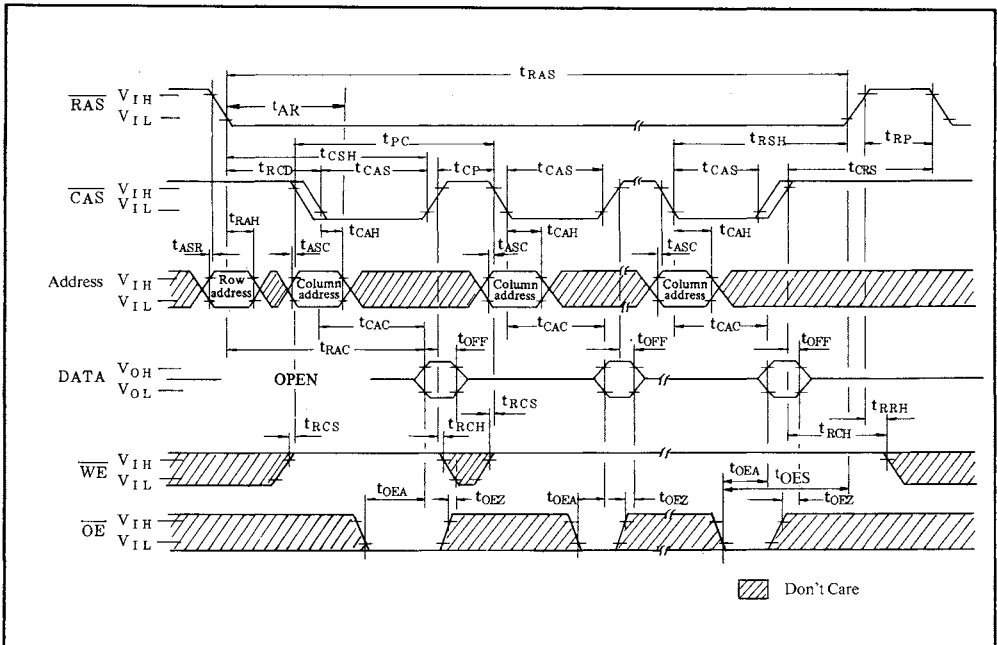 tRAS
RAS VIH
VIL
tAR
tPC
tCSH
tRSH
tRP
tRCD tCAS tCP tCAS tCAS tCRS
CAS VIH
VIL
tRAH tCAH tCAH tCAH
tASR tASC tASC tASC
Address VIH
VIL
Row address
Column address
Column address
Column address
tCAC tCAC tCAC
tRAC tOFF tOFF tOFF
DATA VOH
VOL
OPEN
tRCS tRCH tRCS tRCH tRRH
WE VIH
VIL
tOEA tOES
tOEA tOEZ tOEA tOEZ tOEZ
OE VIH
VIL
Don't Care